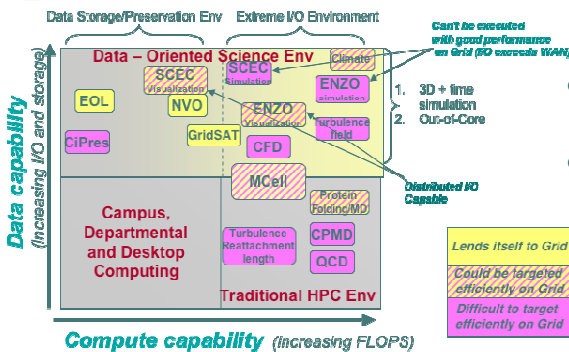 Data Storage/Preservation Env
Extreme I/O Environment
Can't be executed
with good performance
on Grid (I/O exceeds WAN)
Data – Oriented Science Env
SCEC
Visualization
EOL
NVO
CiPres
GridSAT
SCEC
Simulation
Climate
ENZO
simulation
ENZO
Visualization
Turbulence
field
CFD
MCell
1. 3D + time
simulation
2. Out-of-Core
Distributed I/O
Capable
Protein
Folding/MD
Turbulence
Reattachment
length
CPMD
QCD
Campus,
Departmental
and Desktop
Computing
Traditional HPC Env
Data capability
(Increasing I/O and storage)
Compute capability (increasing FLOPS)
Lends itself to Grid
Could be targeted
efficiently on Grid
Difficult to target
efficiently on Grid